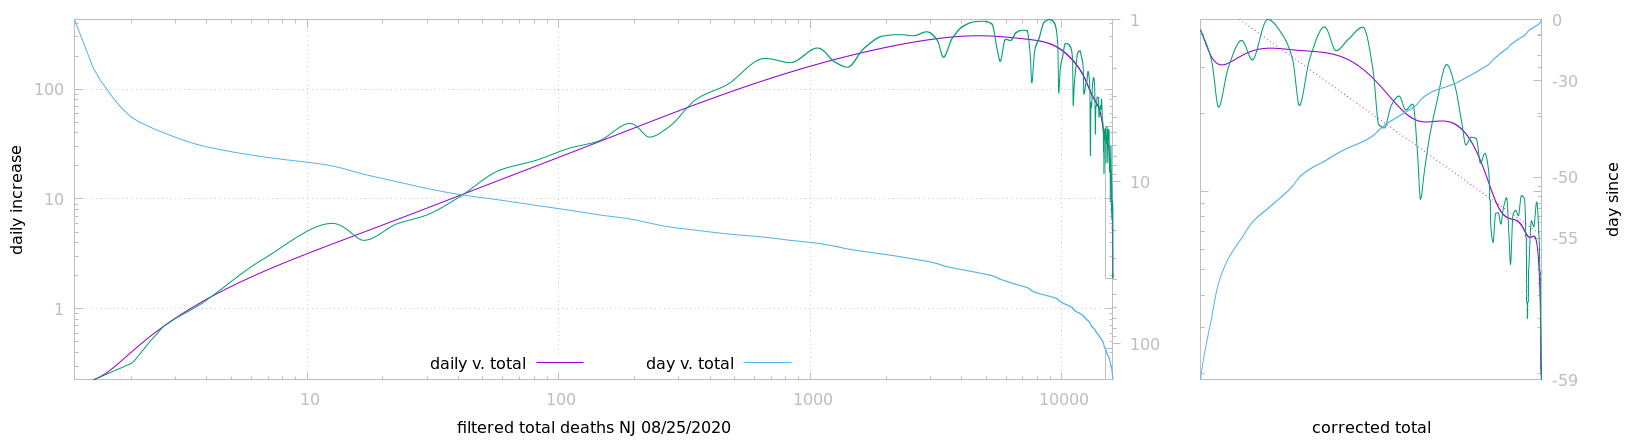 daily increase
100
10
1
daily v. total
day v. total
10
100
1000
10000
filtered total deaths NJ 08/25/2020
1
10
100
0
-30
-50
-55
-59
day since
corrected total